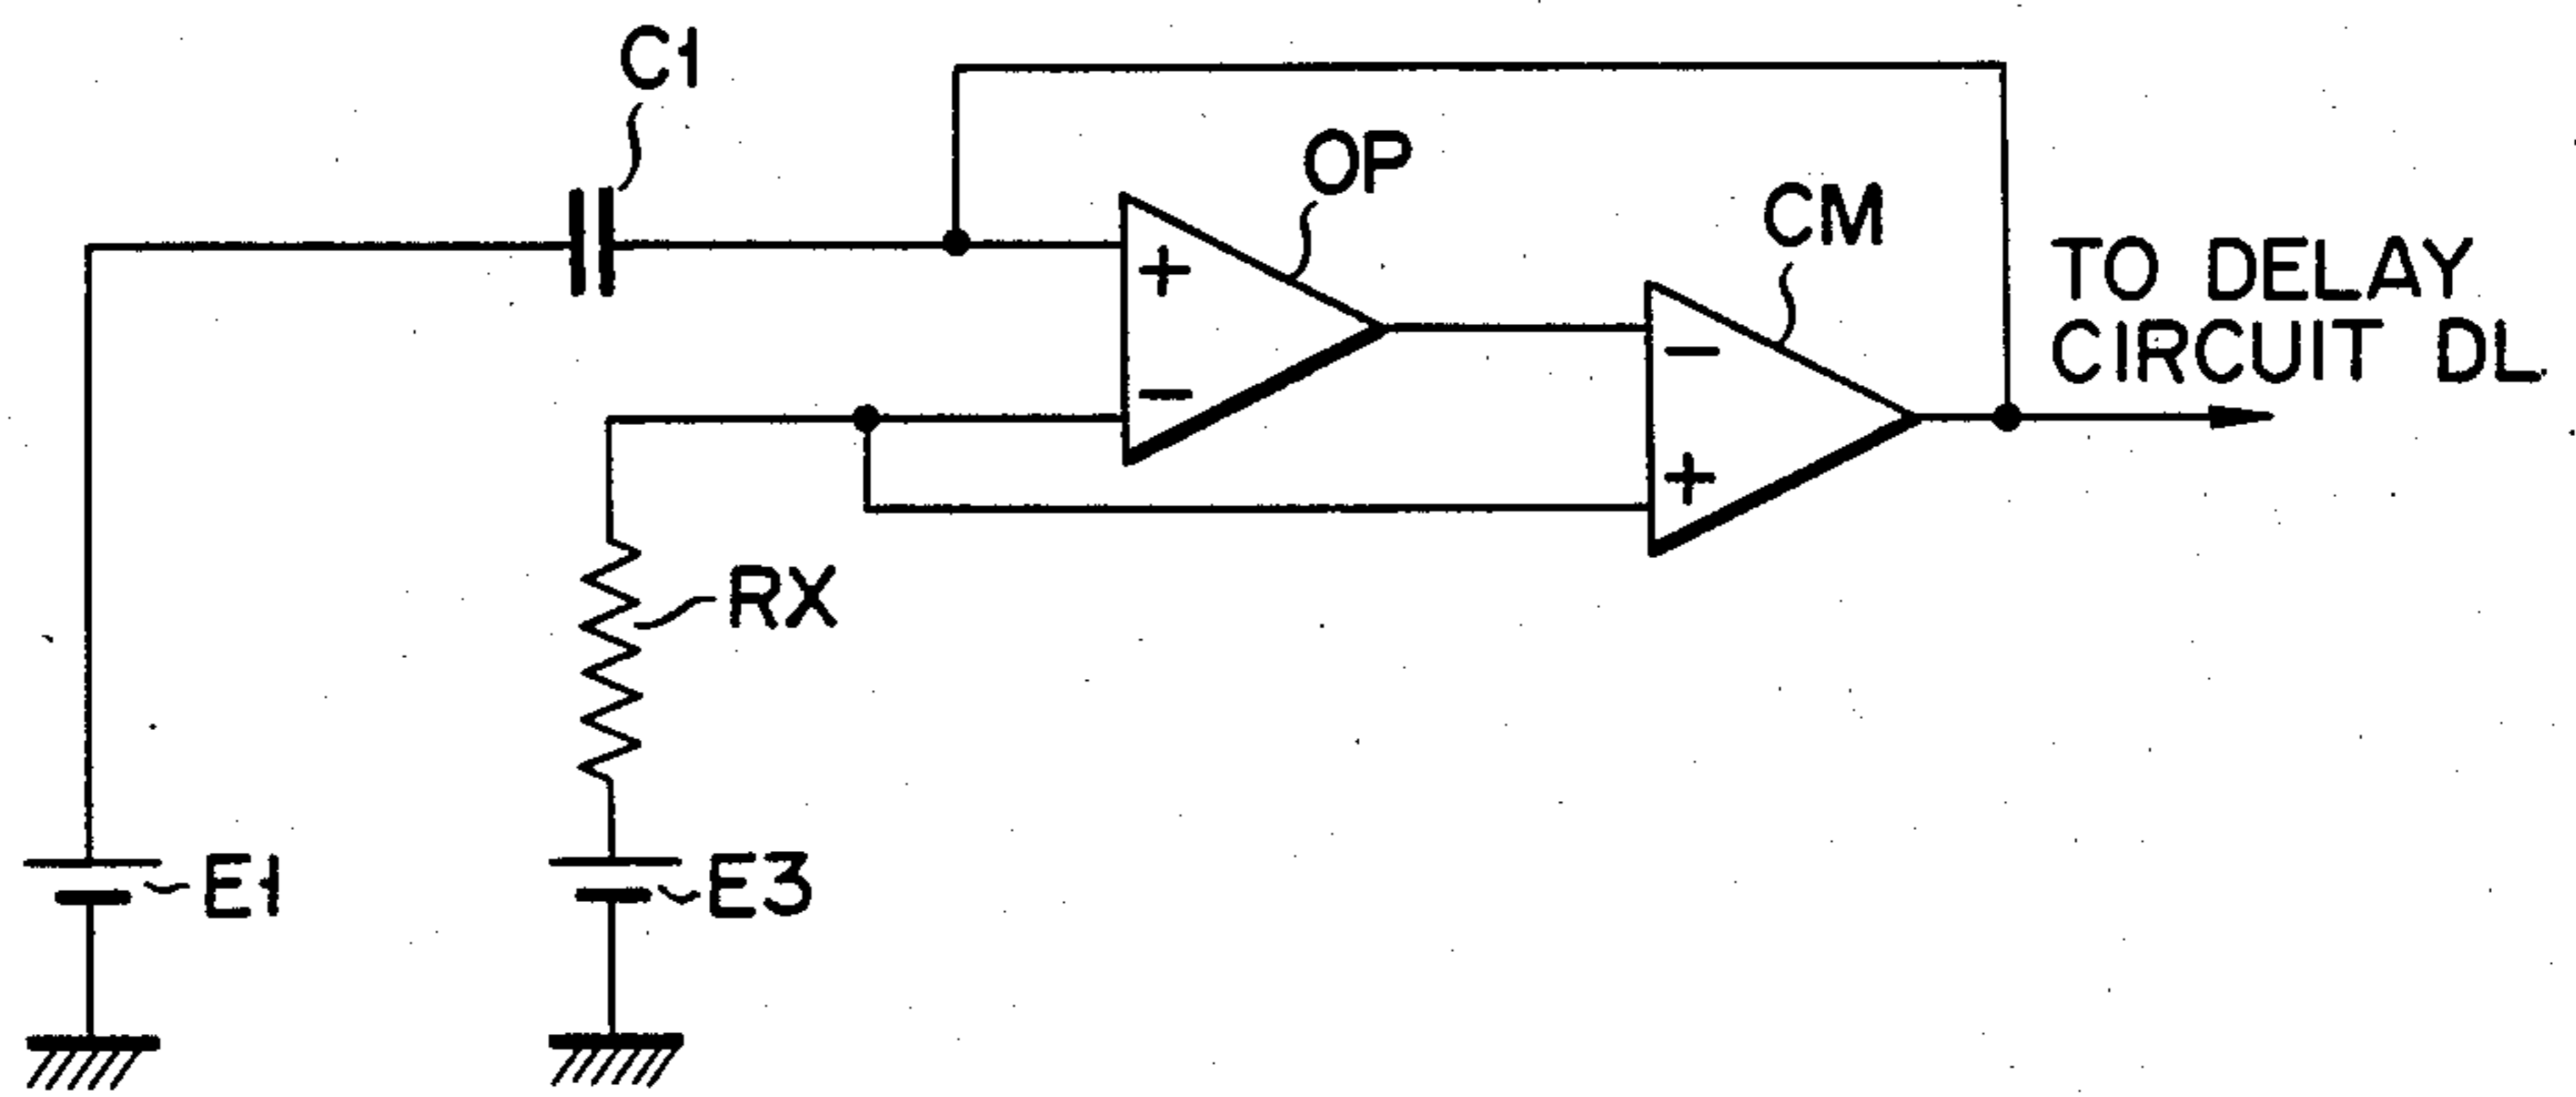 C1
OP
CM
TO DELAY
CIRCUIT DL
+
−
−
+
RX
E1
E3